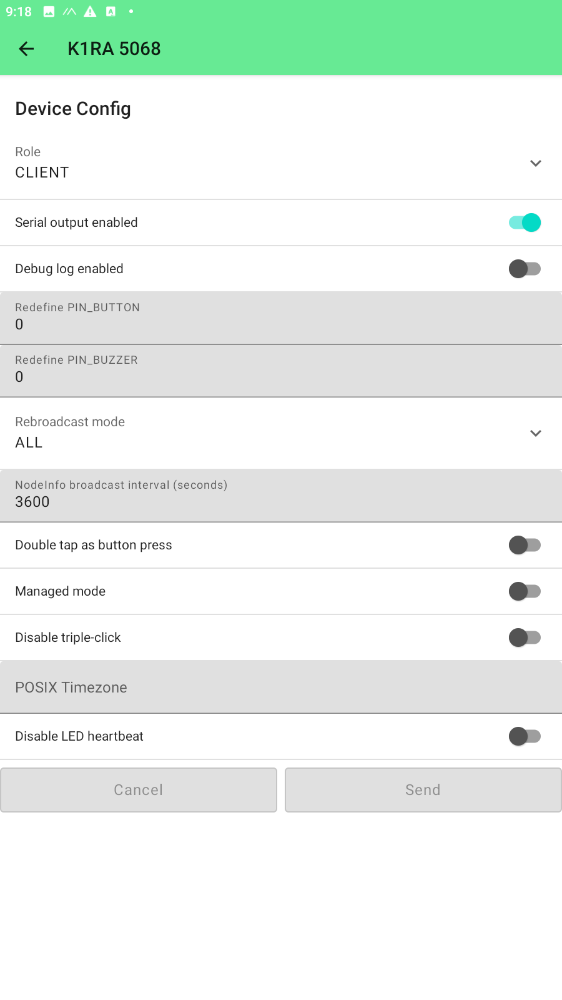 9:18
K1RA 5068
Device Config
Role
CLIENT
Serial output enabled
Debug log enabled
Redefine PIN_BUTTON
0
Redefine PIN_BUZZER
0
Rebroadcast mode
ALL
NodeInfo broadcast interval (seconds)
3600
Double tap as button press
Managed mode
Disable triple-click
POSIX Timezone
Disable LED heartbeat
Cancel
Send